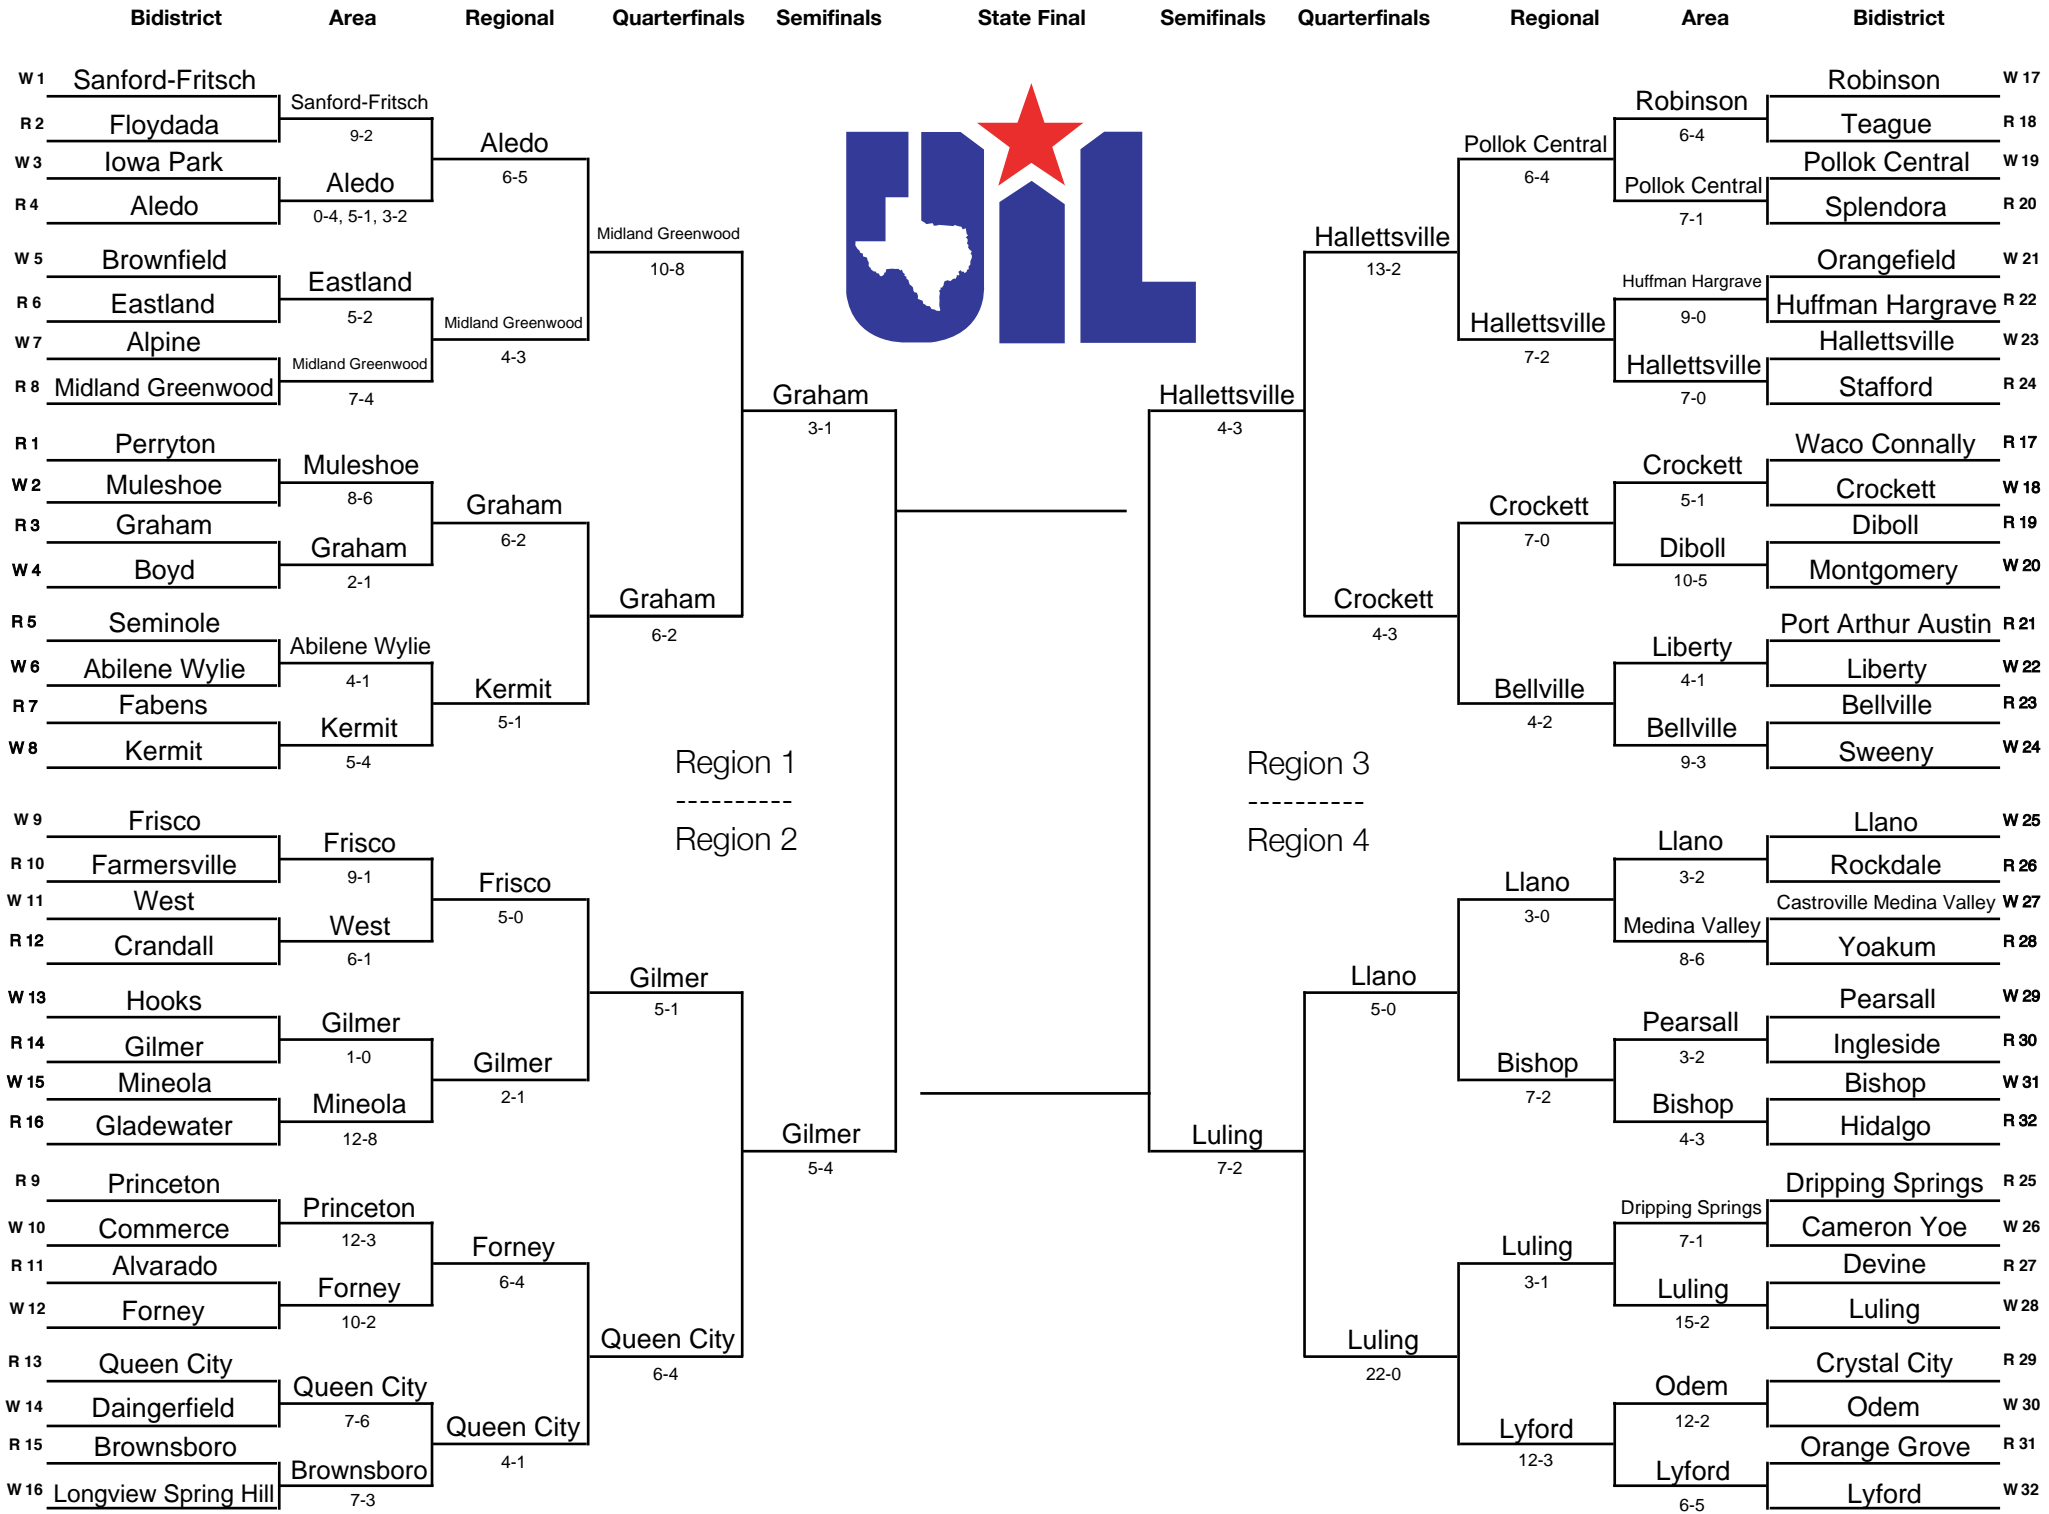 Bidistrict Area Regional Quarterfinals Semifinals State Final Semifinals Quarterfinals Regional Area Bidistrict
W 1 Sanford-Fritsch
R 2 Floydada
W 3 Iowa Park
R 4 Aledo
W 5 Brownfield
R 6 Eastland
W 7 Alpine
R 8 Midland Greenwood
R 1 Perryton
W 2 Muleshoe
R 3 Graham
W 4 Boyd
R 5 Seminole
W 6 Abilene Wylie
R 7 Fabens
W 8 Kermit
W 9 Frisco
R 10 Farmersville
W 11 West
R 12 Crandall
W 13 Hooks
R 14 Gilmer
W 15 Mineola
R 16 Gladewater
R 9 Princeton
W 10 Commerce
R 11 Alvarado
W 12 Forney
R 13 Queen City
W 14 Daingerfield
R 15 Brownsboro
W 16 Longview Spring Hill
Sanford-Fritsch
9-2
Aledo
0-4, 5-1, 3-2
Eastland
5-2
Midland Greenwood
7-4
Muleshoe
8-6
Graham
2-1
Abilene Wylie
4-1
Kermit
5-4
Frisco
9-1
West
6-1
Gilmer
1-0
Mineola
12-8
Princeton
12-3
Forney
10-2
Queen City
7-6
Brownsboro
7-3
Aledo
6-5
Midland Greenwood
4-3
Graham
6-2
Kermit
5-1
Frisco
5-0
Gilmer
2-1
Forney
6-4
Queen City
4-1
Midland Greenwood
10-8
Graham
6-2
Region 1
----------
Region 2
Gilmer
5-1
Queen City
6-4
Graham
3-1
Gilmer
5-4
UIL
Hallettsville
4-3
Luling
7-2
Hallettsville
13-2
Crockett
4-3
Region 3
----------
Region 4
Llano
5-0
Luling
22-0
Pollok Central
6-4
Hallettsville
7-2
Crockett
7-0
Bellville
4-2
Llano
3-0
Bishop
7-2
Luling
3-1
Lyford
12-3
Robinson
6-4
Pollok Central
7-1
Huffman Hargrave
9-0
Hallettsville
7-0
Crockett
5-1
Diboll
10-5
Liberty
4-1
Bellville
9-3
Llano
3-2
Medina Valley
8-6
Pearsall
3-2
Bishop
4-3
Dripping Springs
7-1
Luling
15-2
Odem
12-2
Lyford
6-5
Robinson W 17
Teague R 18
Pollok Central W 19
Splendora R 20
Orangefield W 21
Huffman Hargrave R 22
Hallettsville W 23
Stafford R 24
Waco Connally R 17
Crockett W 18
Diboll R 19
Montgomery W 20
Port Arthur Austin R 21
Liberty W 22
Bellville R 23
Sweeny W 24
Llano W 25
Rockdale R 26
Castroville Medina Valley W 27
Yoakum R 28
Pearsall W 29
Ingleside R 30
Bishop W 31
Hidalgo R 32
Dripping Springs R 25
Cameron Yoe W 26
Devine R 27
Luling W 28
Crystal City R 29
Odem W 30
Orange Grove R 31
Lyford W 32